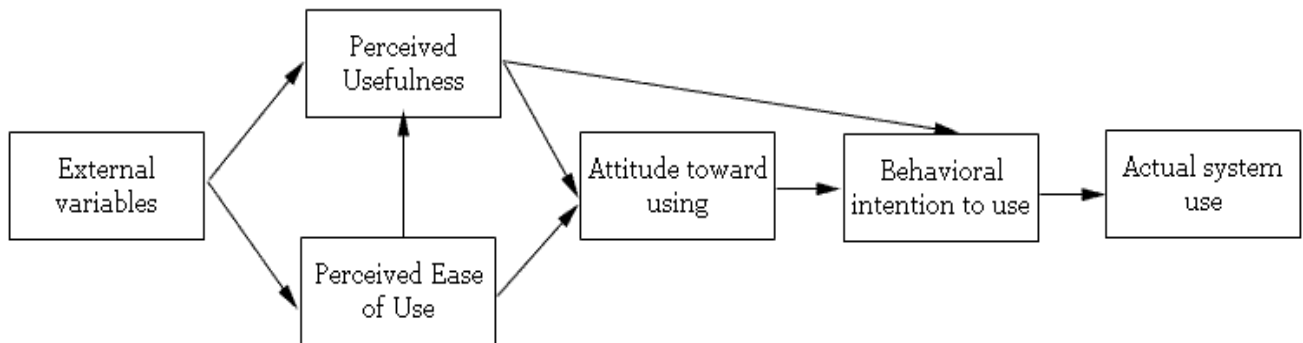 Perceived
Usefulness
External
variables
Attitude toward
using
Behavioral
intention to use
Actual system
use
Perceived Ease
of Use